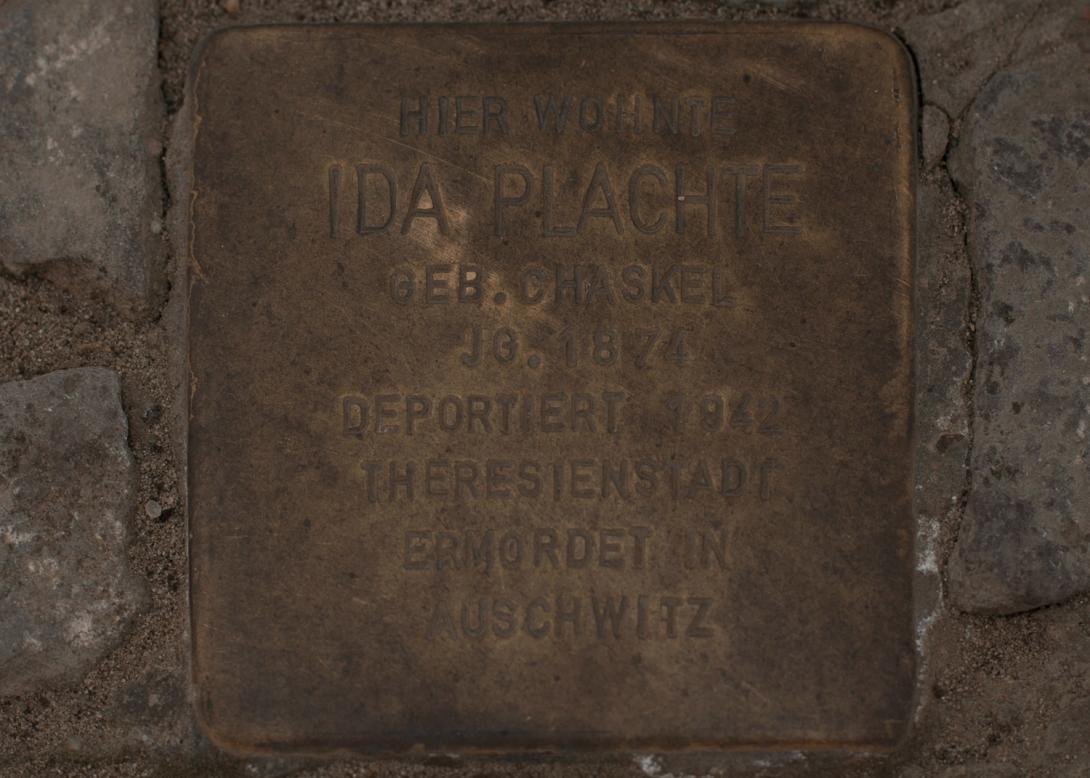 HIER WOHNTE
IDA PLACHTE
GEB. CHASKEL
JG. 1874
DEPORTIERT 1942
THERESIENSTADT
ERMORDET IN
AUSCHWITZ